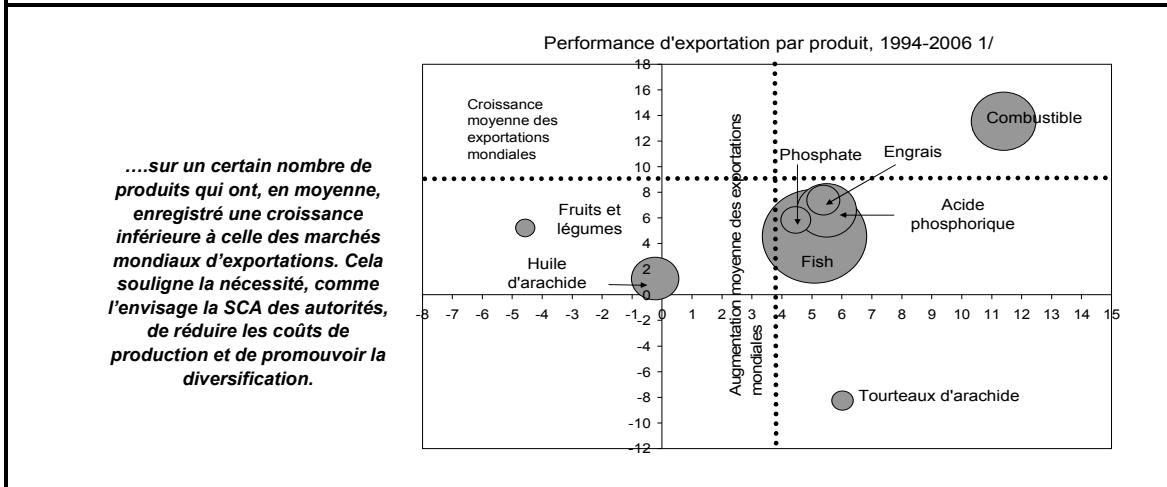 Performance d'exportation par produit, 1994-2006 1/
….sur un certain nombre de
produits qui ont, en moyenne,
enregistré une croissance
inférieure à celle des marchés
mondiaux d’exportations. Cela
souligne la nécessité, comme
l’envisage la SCA des autorités,
de réduire les coûts de
production et de promouvoir la
diversification.
18
16
14
12
10
8
6
4
2
0
-2
-4
-6
-8
-10
-12
-8 -7 -6 -5 -4 -3 -2 -1 0 1 2 3 4 5 6 7 8 9 10 11 12 13 14 15
Croissance
moyenne des
exportations
mondiales
Augmentation moyenne des exportations
mondiales
Combustible
Phosphate
Engrais
Acide
phosphorique
Fish
Fruits et
légumes
Huile
d'arachide
Tourteaux d'arachide